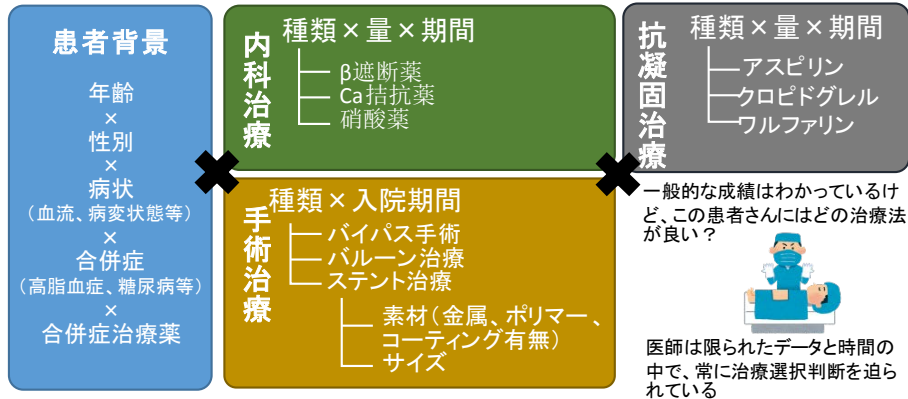 患者背景
年齢
×
性別
×
病状
（血流、病変状態等）
×
合併症
（高脂血症、糖尿病等）
×
合併症治療薬
内科治療
種類×量×期間
β遮断薬
Ca拮抗薬
硝酸薬
手術治療
種類×入院期間
バイパス手術
バルーン治療
ステント治療
素材（金属、ポリマー、
コーティング有無）
サイズ
抗凝固治療
種類×量×期間
アスピリン
クロピドグレル
ワルファリン
一般的な成績はわかっているけ
ど、この患者さんにはどの治療法
が良い？
医師は限られたデータと時間の
中で、常に治療選択判断を迫ら
れている